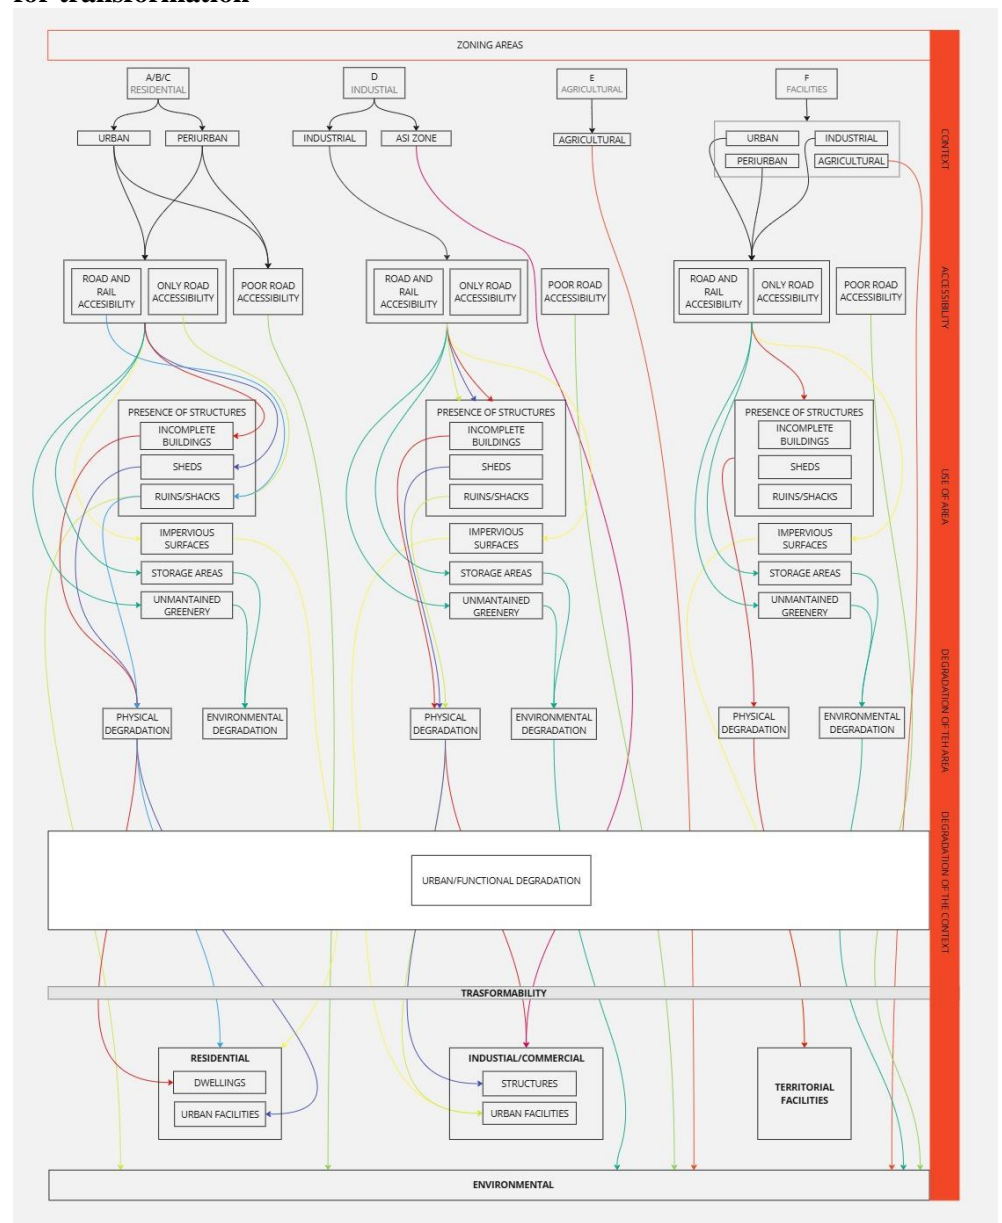 for transformation
ZONING AREAS
A/B/C
RESIDENTIAL
D
INDUSTIAL
E
AGRICULTURAL
F
FACILITIES
URBAN
PERIURBAN
INDUSTRIAL
ASI ZONE
AGRICULTURAL
URBAN
INDUSTRIAL
PERIURBAN
AGRICULTURAL
CONTEXT
ROAD AND
RAIL
ACCESIBILITY
ONLY ROAD
ACCESSIBILITY
POOR ROAD
ACCESSIBILITY
ROAD AND
RAIL
ACCESIBILITY
ONLY ROAD
ACCESSIBILITY
POOR ROAD
ACCESSIBILITY
ROAD AND
RAIL
ACCESIBILITY
ONLY ROAD
ACCESSIBILITY
POOR ROAD
ACCESSIBILITY
ACCESSIBILITY
PRESENCE OF STRUCTURES
INCOMPLETE
BUILDINGS
SHEDS
RUINS/SHACKS
IMPERVIOUS
SURFACES
STORAGE AREAS
UNMANTAINED
GREENERY
PRESENCE OF STRUCTURES
INCOMPLETE
BUILDINGS
SHEDS
RUINS/SHACKS
IMPERVIOUS
SURFACES
STORAGE AREAS
UNMANTAINED
GREENERY
PRESENCE OF STRUCTURES
INCOMPLETE
BUILDINGS
SHEDS
RUINS/SHACKS
IMPERVIOUS
SURFACES
STORAGE AREAS
UNMANTAINED
GREENERY
USE OF AREA
PHYSICAL
DEGRADATION
ENVIRONMENTAL
DEGRADATION
PHYSICAL
DEGRADATION
ENVIRONMENTAL
DEGRADATION
PHYSICAL
DEGRADATION
ENVIRONMENTAL
DEGRADATION
DEGRADATION OF TEH AREA
URBAN/FUNCTIONAL DEGRADATION
DEGRADATION OF THE CONTEXT
TRASFORMABILITY
RESIDENTIAL
DWELLINGS
URBAN FACILITIES
INDUSTIAL/COMMERCIAL
STRUCTURES
URBAN FACILITIES
TERRITORIAL
FACILITIES
ENVIRONMENTAL